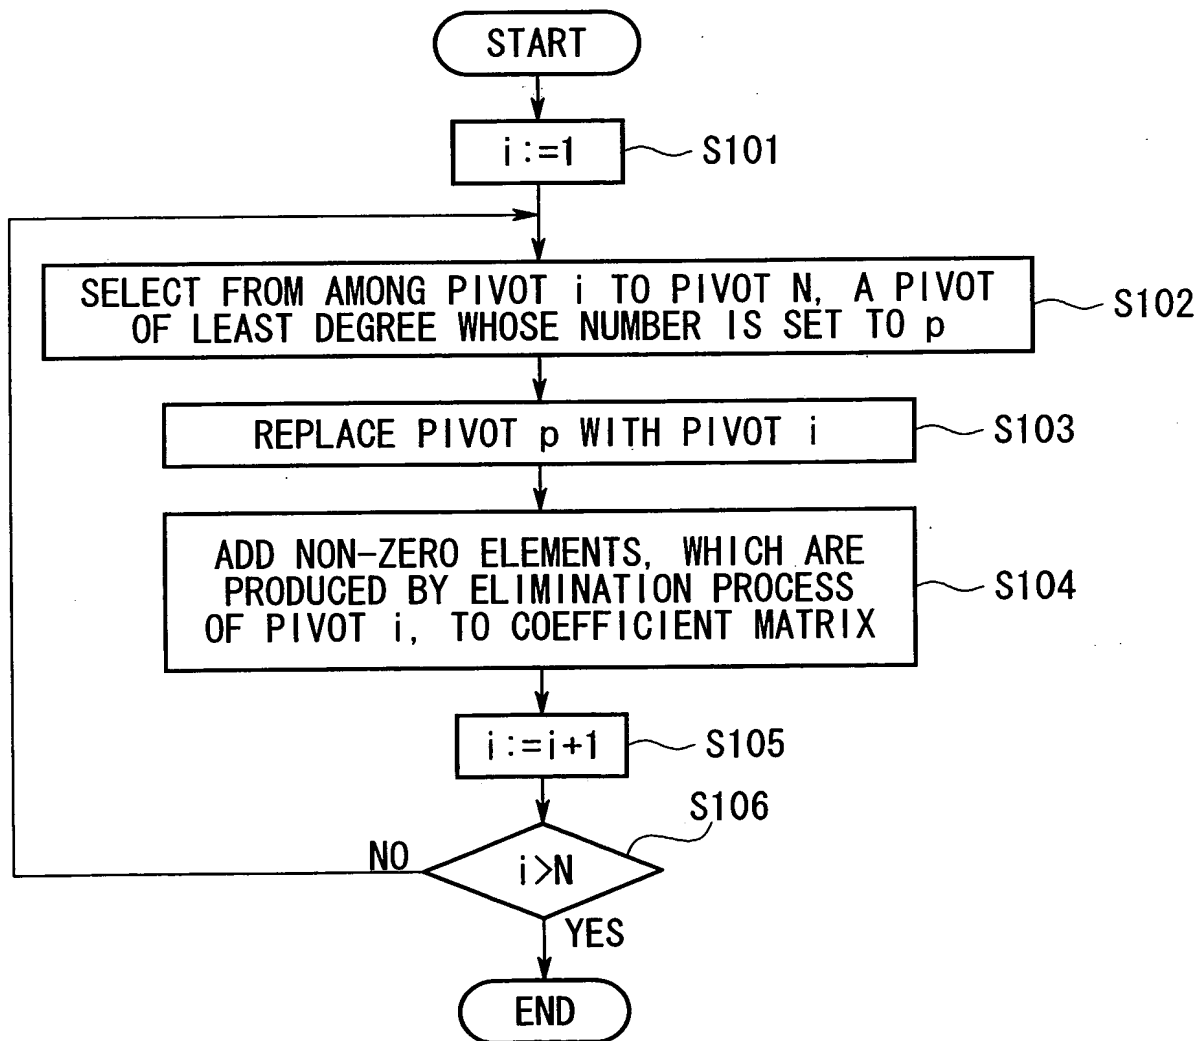 START
i:=1
S101
SELECT FROM AMONG PIVOT i TO PIVOT N, A PIVOT
OF LEAST DEGREE WHOSE NUMBER IS SET TO p
S102
REPLACE PIVOT p WITH PIVOT i
S103
ADD NON-ZERO ELEMENTS, WHICH ARE
PRODUCED BY ELIMINATION PROCESS
OF PIVOT i, TO COEFFICIENT MATRIX
S104
i:=i+1
S105
S106
NO
i>N
YES
END